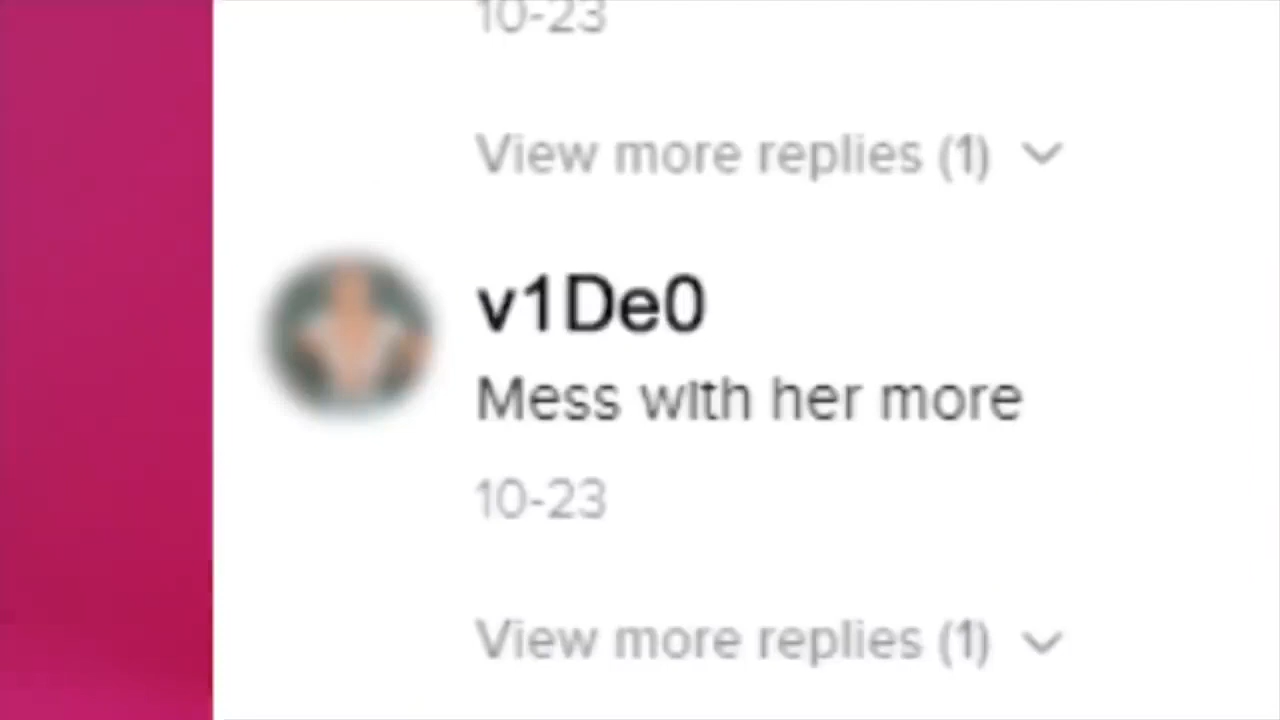 10-23
View more replies (1)
v1De0
Mess with her more
10-23
View more replies (1)